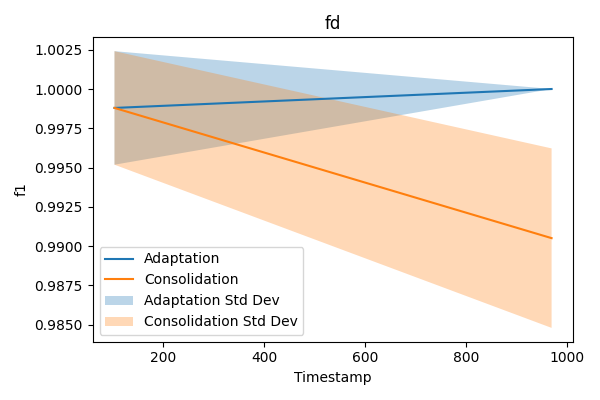 fd
1.0025
1.0000
0.9975
0.9950
0.9925
0.9900
0.9875
0.9850
f1
Adaptation
Consolidation
Adaptation Std Dev
Consolidation Std Dev
200 400 600 800 1000
Timestamp